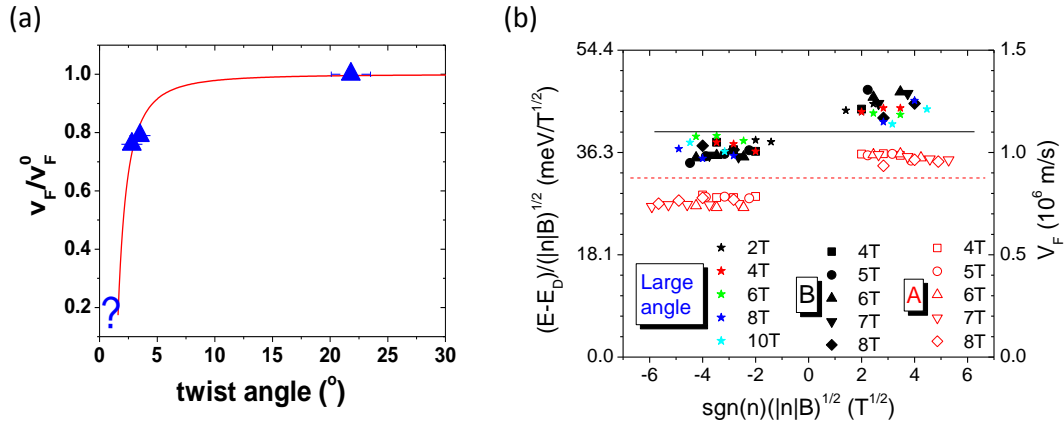 (a)
v_F/v_F^0
1.0
0.8
0.6
0.4
0.2
?
0 5 10 15 20 25 30
twist angle (°)
(b)
(E-E_D)/(|n|B)^{1/2} (meV/T^{1/2})
54.4
36.3
18.1
0.0
1.5
1.0
0.5
0.0
V_F (10^6 m/s)
Large
angle
2T
4T
6T
8T
10T
B
4T
5T
6T
7T
8T
A
4T
5T
6T
7T
8T
-6 -4 -2 0 2 4 6
sgn(n)(|n|B)^{1/2} (T^{1/2})